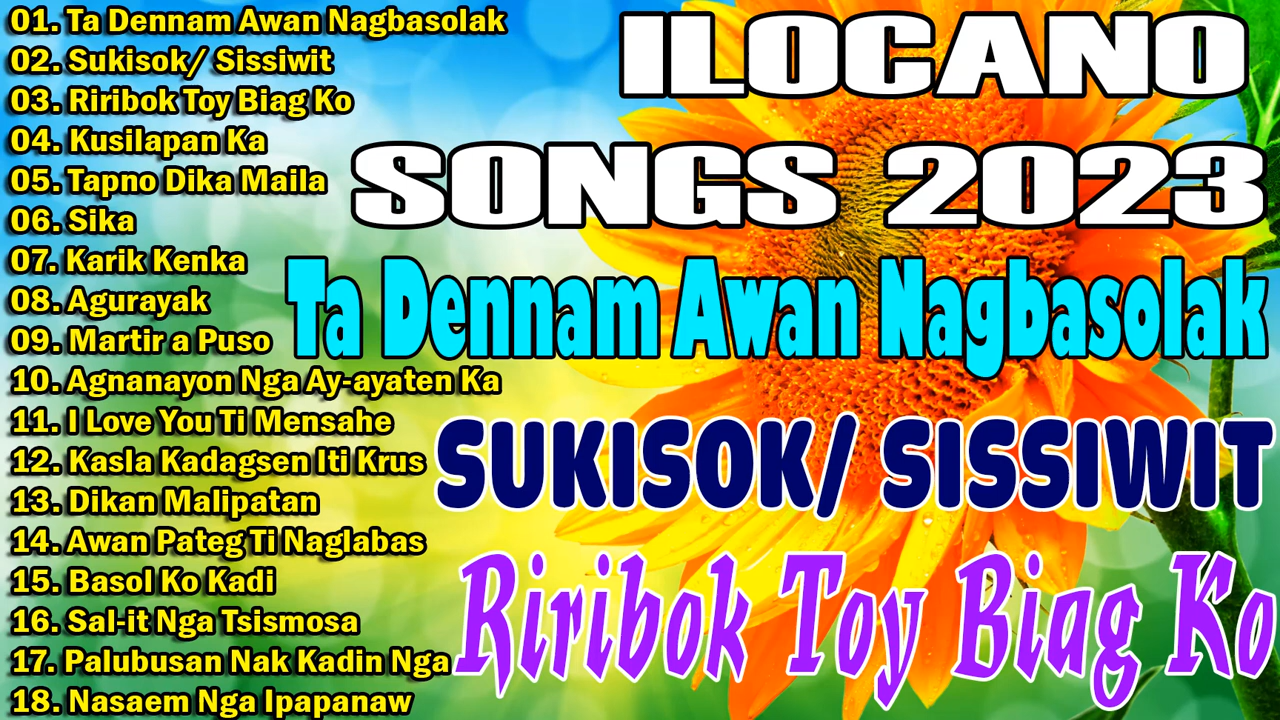 01. Ta Dennam Awan Nagbasolak
02. Sukisok/ Sissiwit
03. Riribok Toy Biag Ko
04. Kusilapan Ka
05. Tapno Dika Maila
06. Sika
07. Karik Kenka
08. Agurayak
09. Martir a Puso
10. Agnanayon Nga Ay-ayaten Ka
11. I Love You Ti Mensahe
12. Kasla Kadagsen Iti Krus
13. Dikan Malipatan
14. Awan Pateg Ti Naglabas
15. Basol Ko Kadi
16. Sal-it Nga Tsismosa
17. Palubusan Nak Kadin Nga
18. Nasaem Nga Ipapanaw
ILOCANO
SONGS 2023
Ta Dennam Awan Nagbasolak
SUKISOK/ SISSIWIT
Riribok Toy Biag Ko